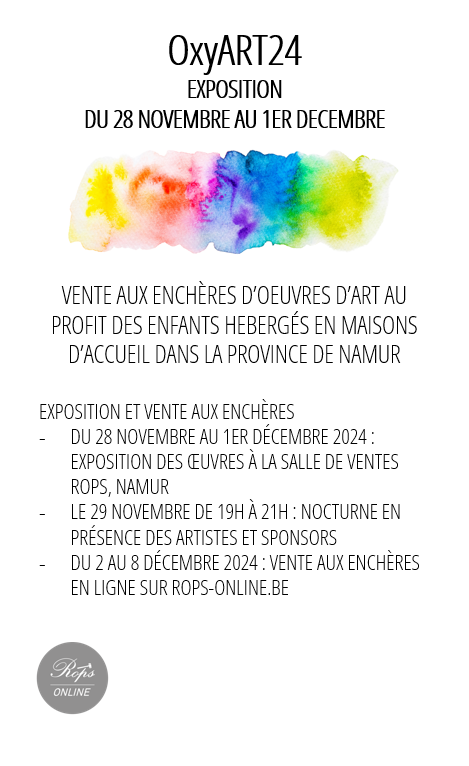 OxyART24
EXPOSITION
DU 28 NOVEMBRE AU 1ER DECEMBRE
VENTE AUX ENCHÈRES D’OEUVRES D’ART AU
PROFIT DES ENFANTS HEBERGÉS EN MAISONS
D’ACCUEIL DANS LA PROVINCE DE NAMUR
EXPOSITION ET VENTE AUX ENCHÈRES
- DU 28 NOVEMBRE AU 1ER DÉCEMBRE 2024 :
EXPOSITION DES ŒUVRES À LA SALLE DE VENTES
ROPS, NAMUR
- LE 29 NOVEMBRE DE 19H À 21H : NOCTURNE EN
PRÉSENCE DES ARTISTES ET SPONSORS
- DU 2 AU 8 DÉCEMBRE 2024 : VENTE AUX ENCHÈRES
EN LIGNE SUR ROPS-ONLINE.BE
Rops
ONLINE